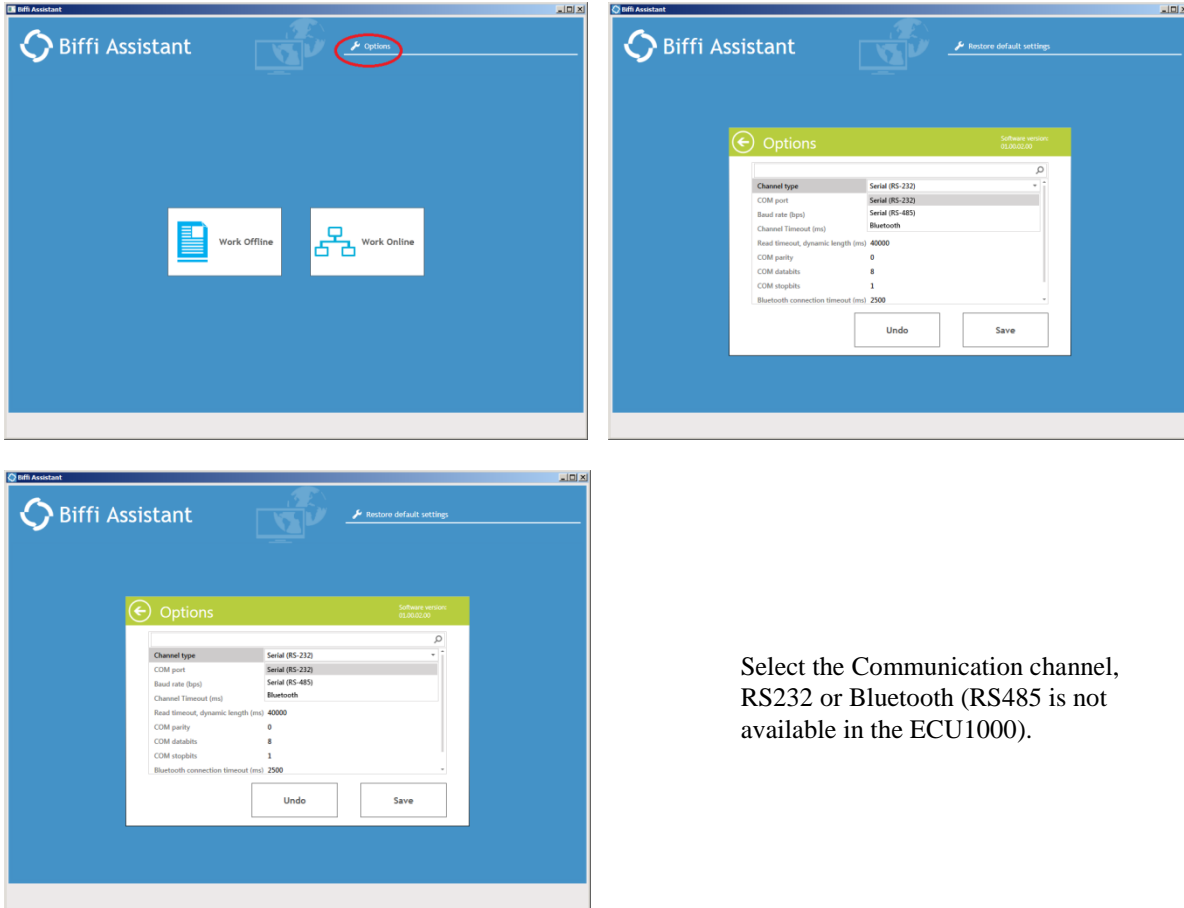 Biffi Assistant
Biffi Assistant
Options
Work Offline
Work Online
Biffi Assistant
Biffi Assistant
Restore default settings
Options
Software version:
01.00.02.00
Channel type Serial (RS-232)
COM port Serial (RS-232)
Baud rate (bps) Serial (RS-485)
Channel Timeout (ms) Bluetooth
Read timeout, dynamic length (ms) 40000
COM parity 0
COM databits 8
COM stopbits 1
Bluetooth connection timeout (ms) 2500
Undo
Save
Biffi Assistant
Biffi Assistant
Restore default settings
Options
Software version:
01.00.02.00
Channel type Serial (RS-232)
COM port Serial (RS-232)
Baud rate (bps) Serial (RS-485)
Channel Timeout (ms) Bluetooth
Read timeout, dynamic length (ms) 40000
COM parity 0
COM databits 8
COM stopbits 1
Bluetooth connection timeout (ms) 2500
Undo
Save
Select the Communication channel,
RS232 or Bluetooth (RS485 is not
available in the ECU1000).